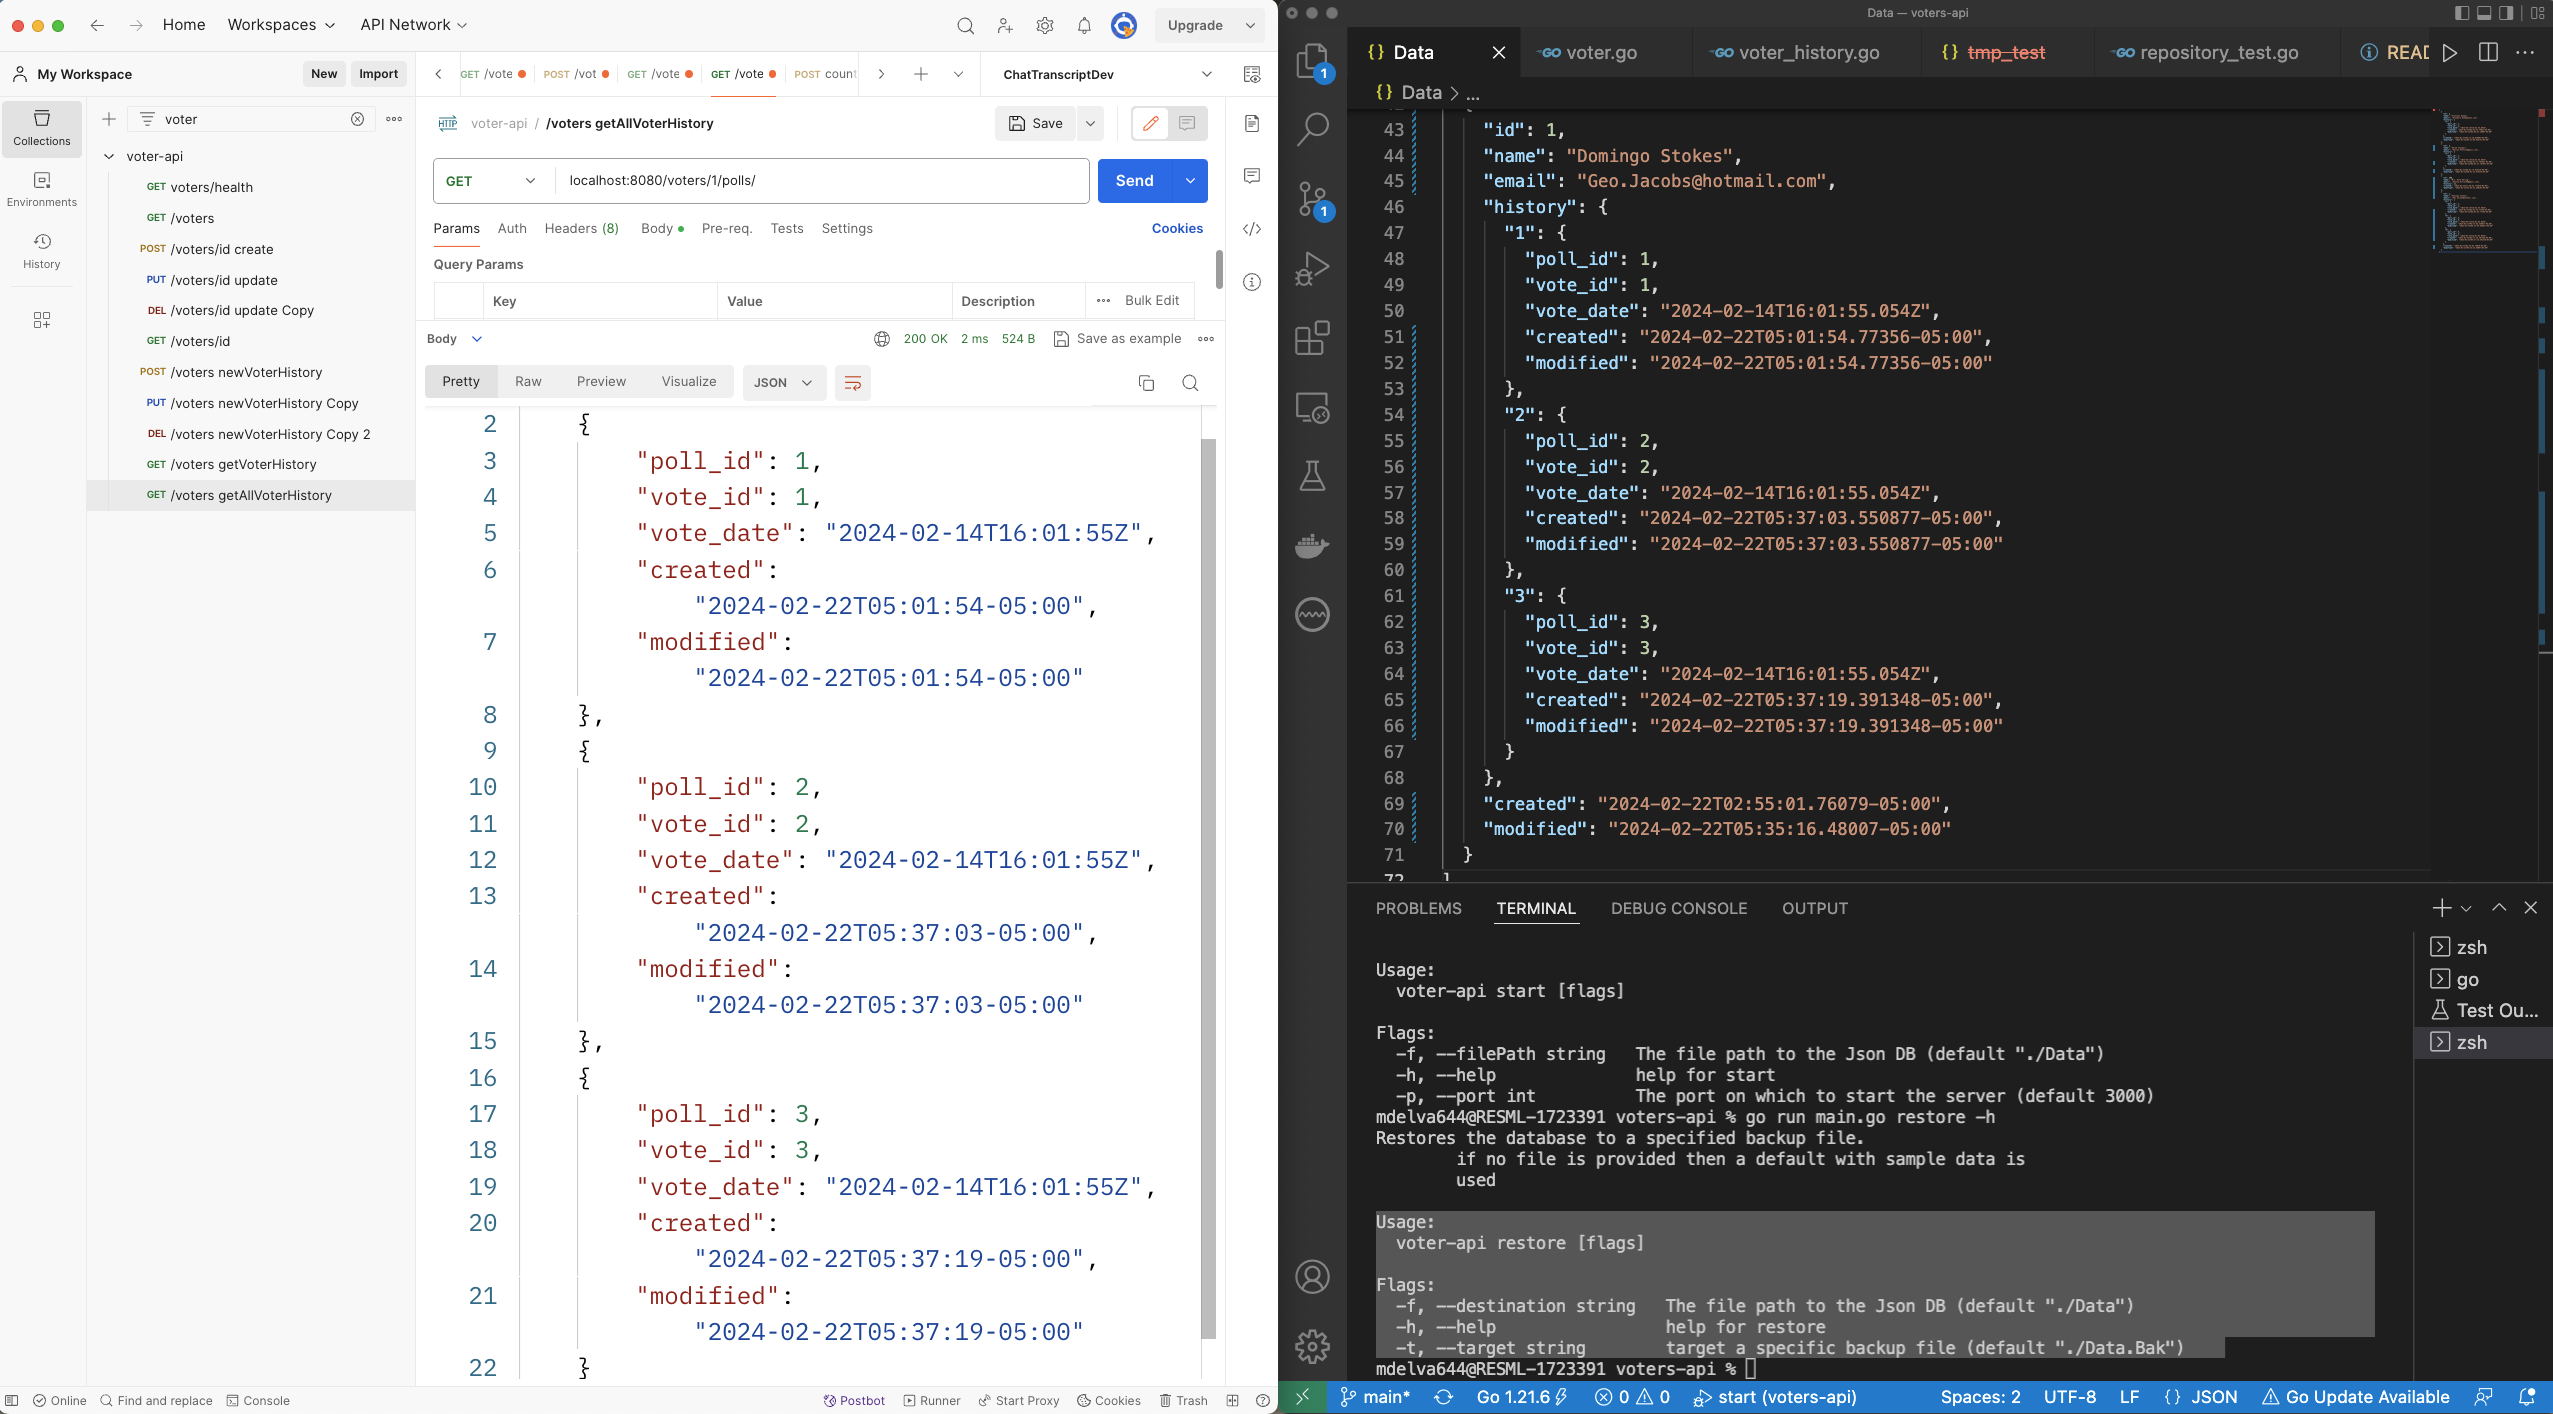 Home
Workspaces
API Network
Upgrade
My Workspace
New
Import
GET /vote
POST /vot
GET /vote
GET /vote
POST count
ChatTranscriptDev
Collections
Environments
History
voter
voter-api
GET voters/health
GET /voters
POST /voters/id create
PUT /voters/id update
DEL /voters/id update Copy
GET /voters/id
POST /voters newVoterHistory
PUT /voters newVoterHistory Copy
DEL /voters newVoterHistory Copy 2
GET /voters getVoterHistory
GET /voters getAllVoterHistory
HTTP voter-api / /voters getAllVoterHistory
Save
GET localhost:8080/voters/1/polls/
Send
Params Auth Headers (8) Body Pre-req. Tests Settings
Cookies
Query Params
Key Value Description Bulk Edit
Body
200 OK 2 ms 524 B Save as example
Pretty Raw Preview Visualize JSON
2 {
3 "poll_id": 1,
4 "vote_id": 1,
5 "vote_date": "2024-02-14T16:01:55Z",
6 "created":
"2024-02-22T05:01:54-05:00",
7 "modified":
"2024-02-22T05:01:54-05:00"
8 },
9 {
10 "poll_id": 2,
11 "vote_id": 2,
12 "vote_date": "2024-02-14T16:01:55Z",
13 "created":
"2024-02-22T05:37:03-05:00",
14 "modified":
"2024-02-22T05:37:03-05:00"
15 },
16 {
17 "poll_id": 3,
18 "vote_id": 3,
19 "vote_date": "2024-02-14T16:01:55Z",
20 "created":
"2024-02-22T05:37:19-05:00",
21 "modified":
"2024-02-22T05:37:19-05:00"
22 }
Online
Find and replace
Console
Postbot
Runner
Start Proxy
Cookies
Trash
Data — voters-api
{} Data
GO voter.go
GO voter_history.go
{} tmp_test
GO repository_test.go
READ
1
1
{} Data > ...
43 "id": 1,
44 "name": "Domingo Stokes",
45 "email": "Geo.Jacobs@hotmail.com",
46 "history": {
47 "1": {
48 "poll_id": 1,
49 "vote_id": 1,
50 "vote_date": "2024-02-14T16:01:55.054Z",
51 "created": "2024-02-22T05:01:54.77356-05:00",
52 "modified": "2024-02-22T05:01:54.77356-05:00"
53 },
54 "2": {
55 "poll_id": 2,
56 "vote_id": 2,
57 "vote_date": "2024-02-14T16:01:55.054Z",
58 "created": "2024-02-22T05:37:03.550877-05:00",
59 "modified": "2024-02-22T05:37:03.550877-05:00"
60 },
61 "3": {
62 "poll_id": 3,
63 "vote_id": 3,
64 "vote_date": "2024-02-14T16:01:55.054Z",
65 "created": "2024-02-22T05:37:19.391348-05:00",
66 "modified": "2024-02-22T05:37:19.391348-05:00"
67 }
68 },
69 "created": "2024-02-22T02:55:01.76079-05:00",
70 "modified": "2024-02-22T05:35:16.48007-05:00"
71 }
72 ]
PROBLEMS TERMINAL DEBUG CONSOLE OUTPUT
Usage:
voter-api start [flags]
Flags:
-f, --filePath string The file path to the Json DB (default "./Data")
-h, --help help for start
-p, --port int The port on which to start the server (default 3000)
mdelva644@RESML-1723391 voters-api % go run main.go restore -h
Restores the database to a specified backup file.
if no file is provided then a default with sample data is
used
Usage:
voter-api restore [flags]
Flags:
-f, --destination string The file path to the Json DB (default "./Data")
-h, --help help for restore
-t, --target string target a specific backup file (default "./Data.Bak")
mdelva644@RESML-1723391 voters-api %
zsh
go
Test Ou...
zsh
main*
Go 1.21.6
0
0
start (voters-api)
Spaces: 2
UTF-8
LF
{} JSON
Go Update Available